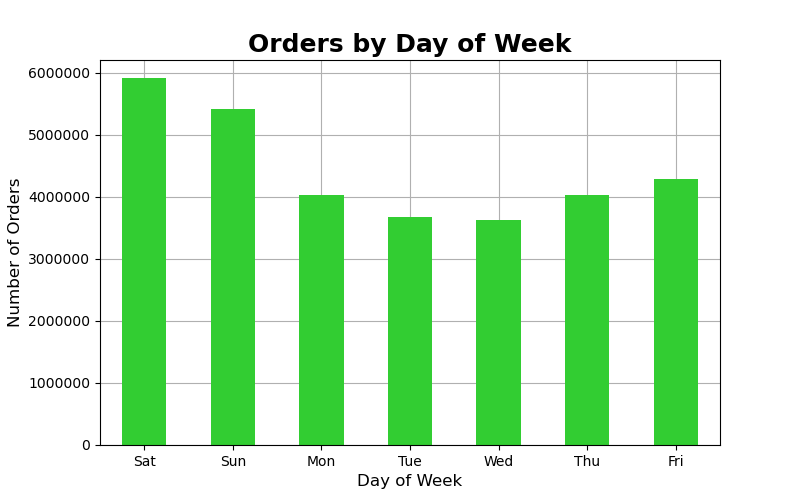 Orders by Day of Week
Number of Orders
6000000
5000000
4000000
3000000
2000000
1000000
0
Sat Sun Mon Tue Wed Thu Fri
Day of Week